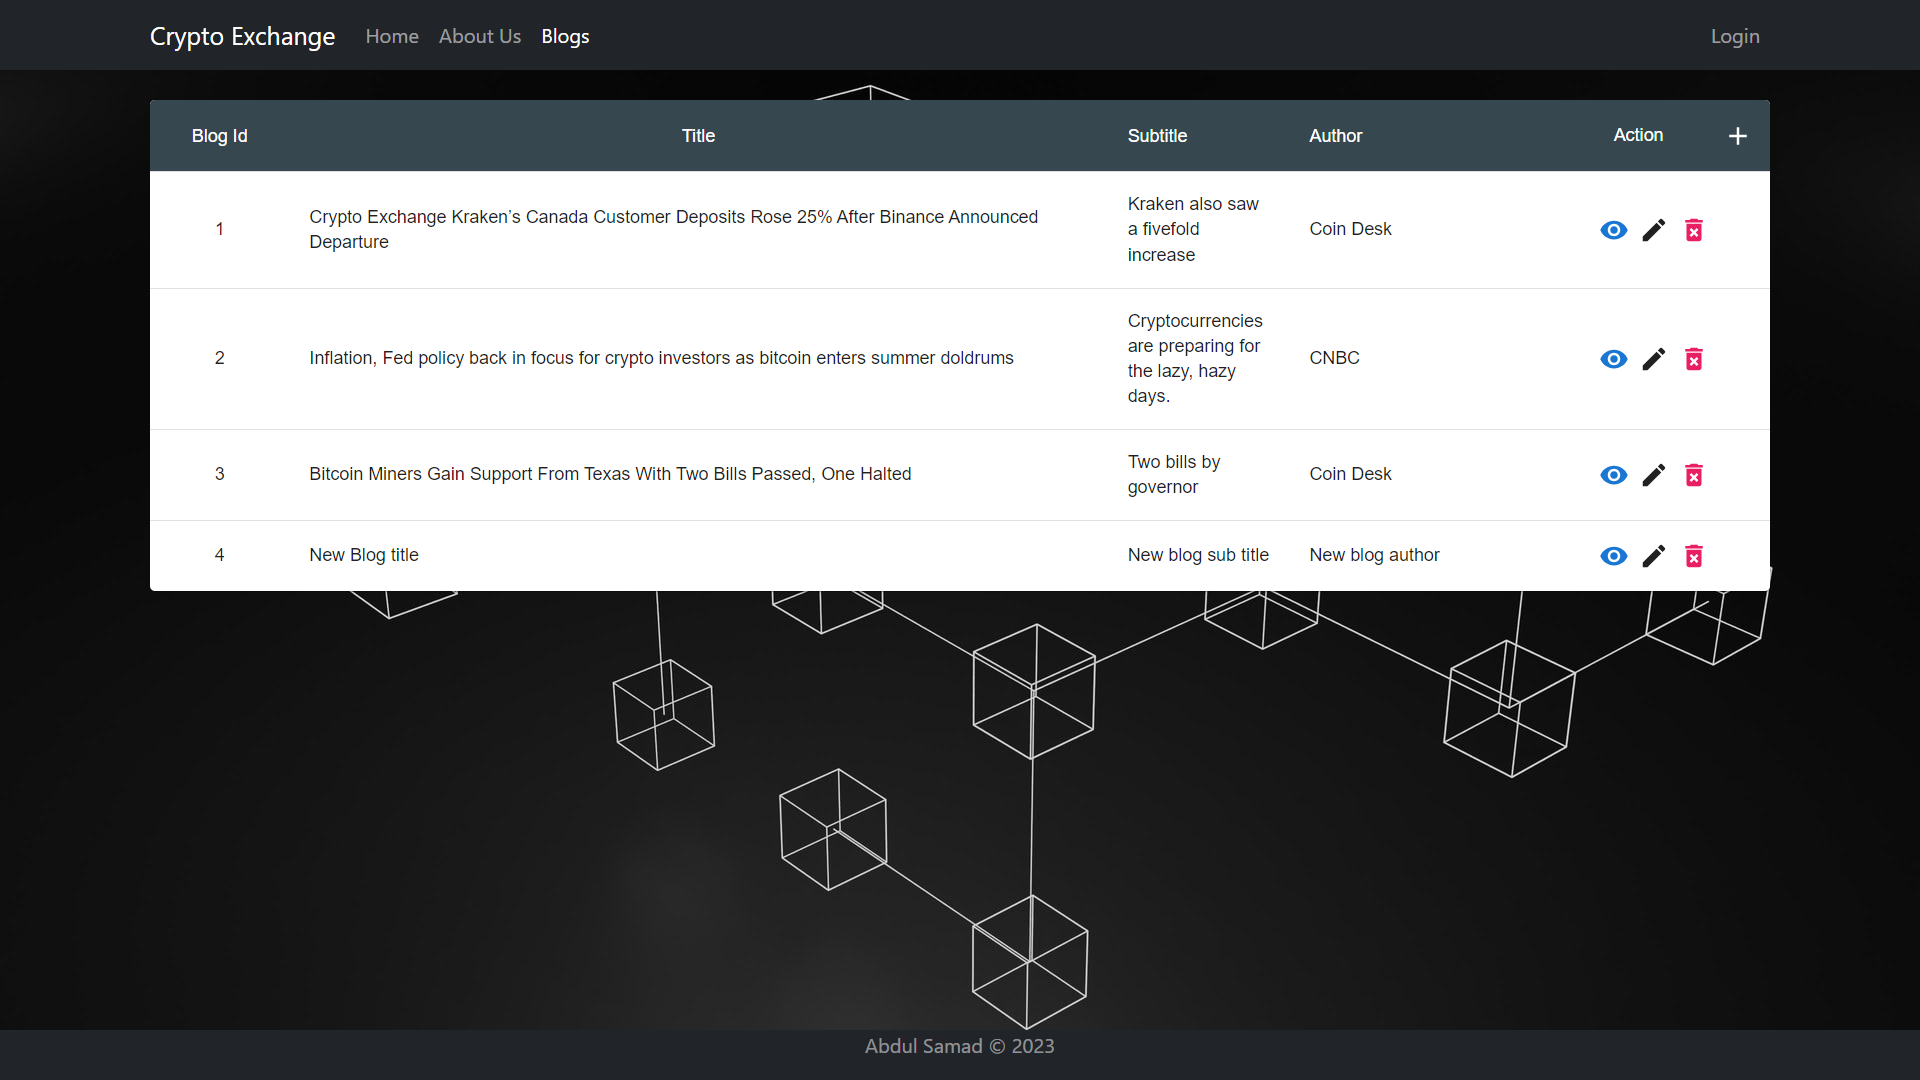 Crypto Exchange Home About Us Blogs Login
Blog Id Title Subtitle Author Action
1 Crypto Exchange Kraken’s Canada Customer Deposits Rose 25% After Binance Announced
Departure
Kraken also saw
a fivefold
increase
Coin Desk
2 Inflation, Fed policy back in focus for crypto investors as bitcoin enters summer doldrums
Cryptocurrencies
are preparing for
the lazy, hazy
days.
CNBC
3 Bitcoin Miners Gain Support From Texas With Two Bills Passed, One Halted
Two bills by
governor
Coin Desk
4 New Blog title New blog sub title New blog author
Abdul Samad © 2023